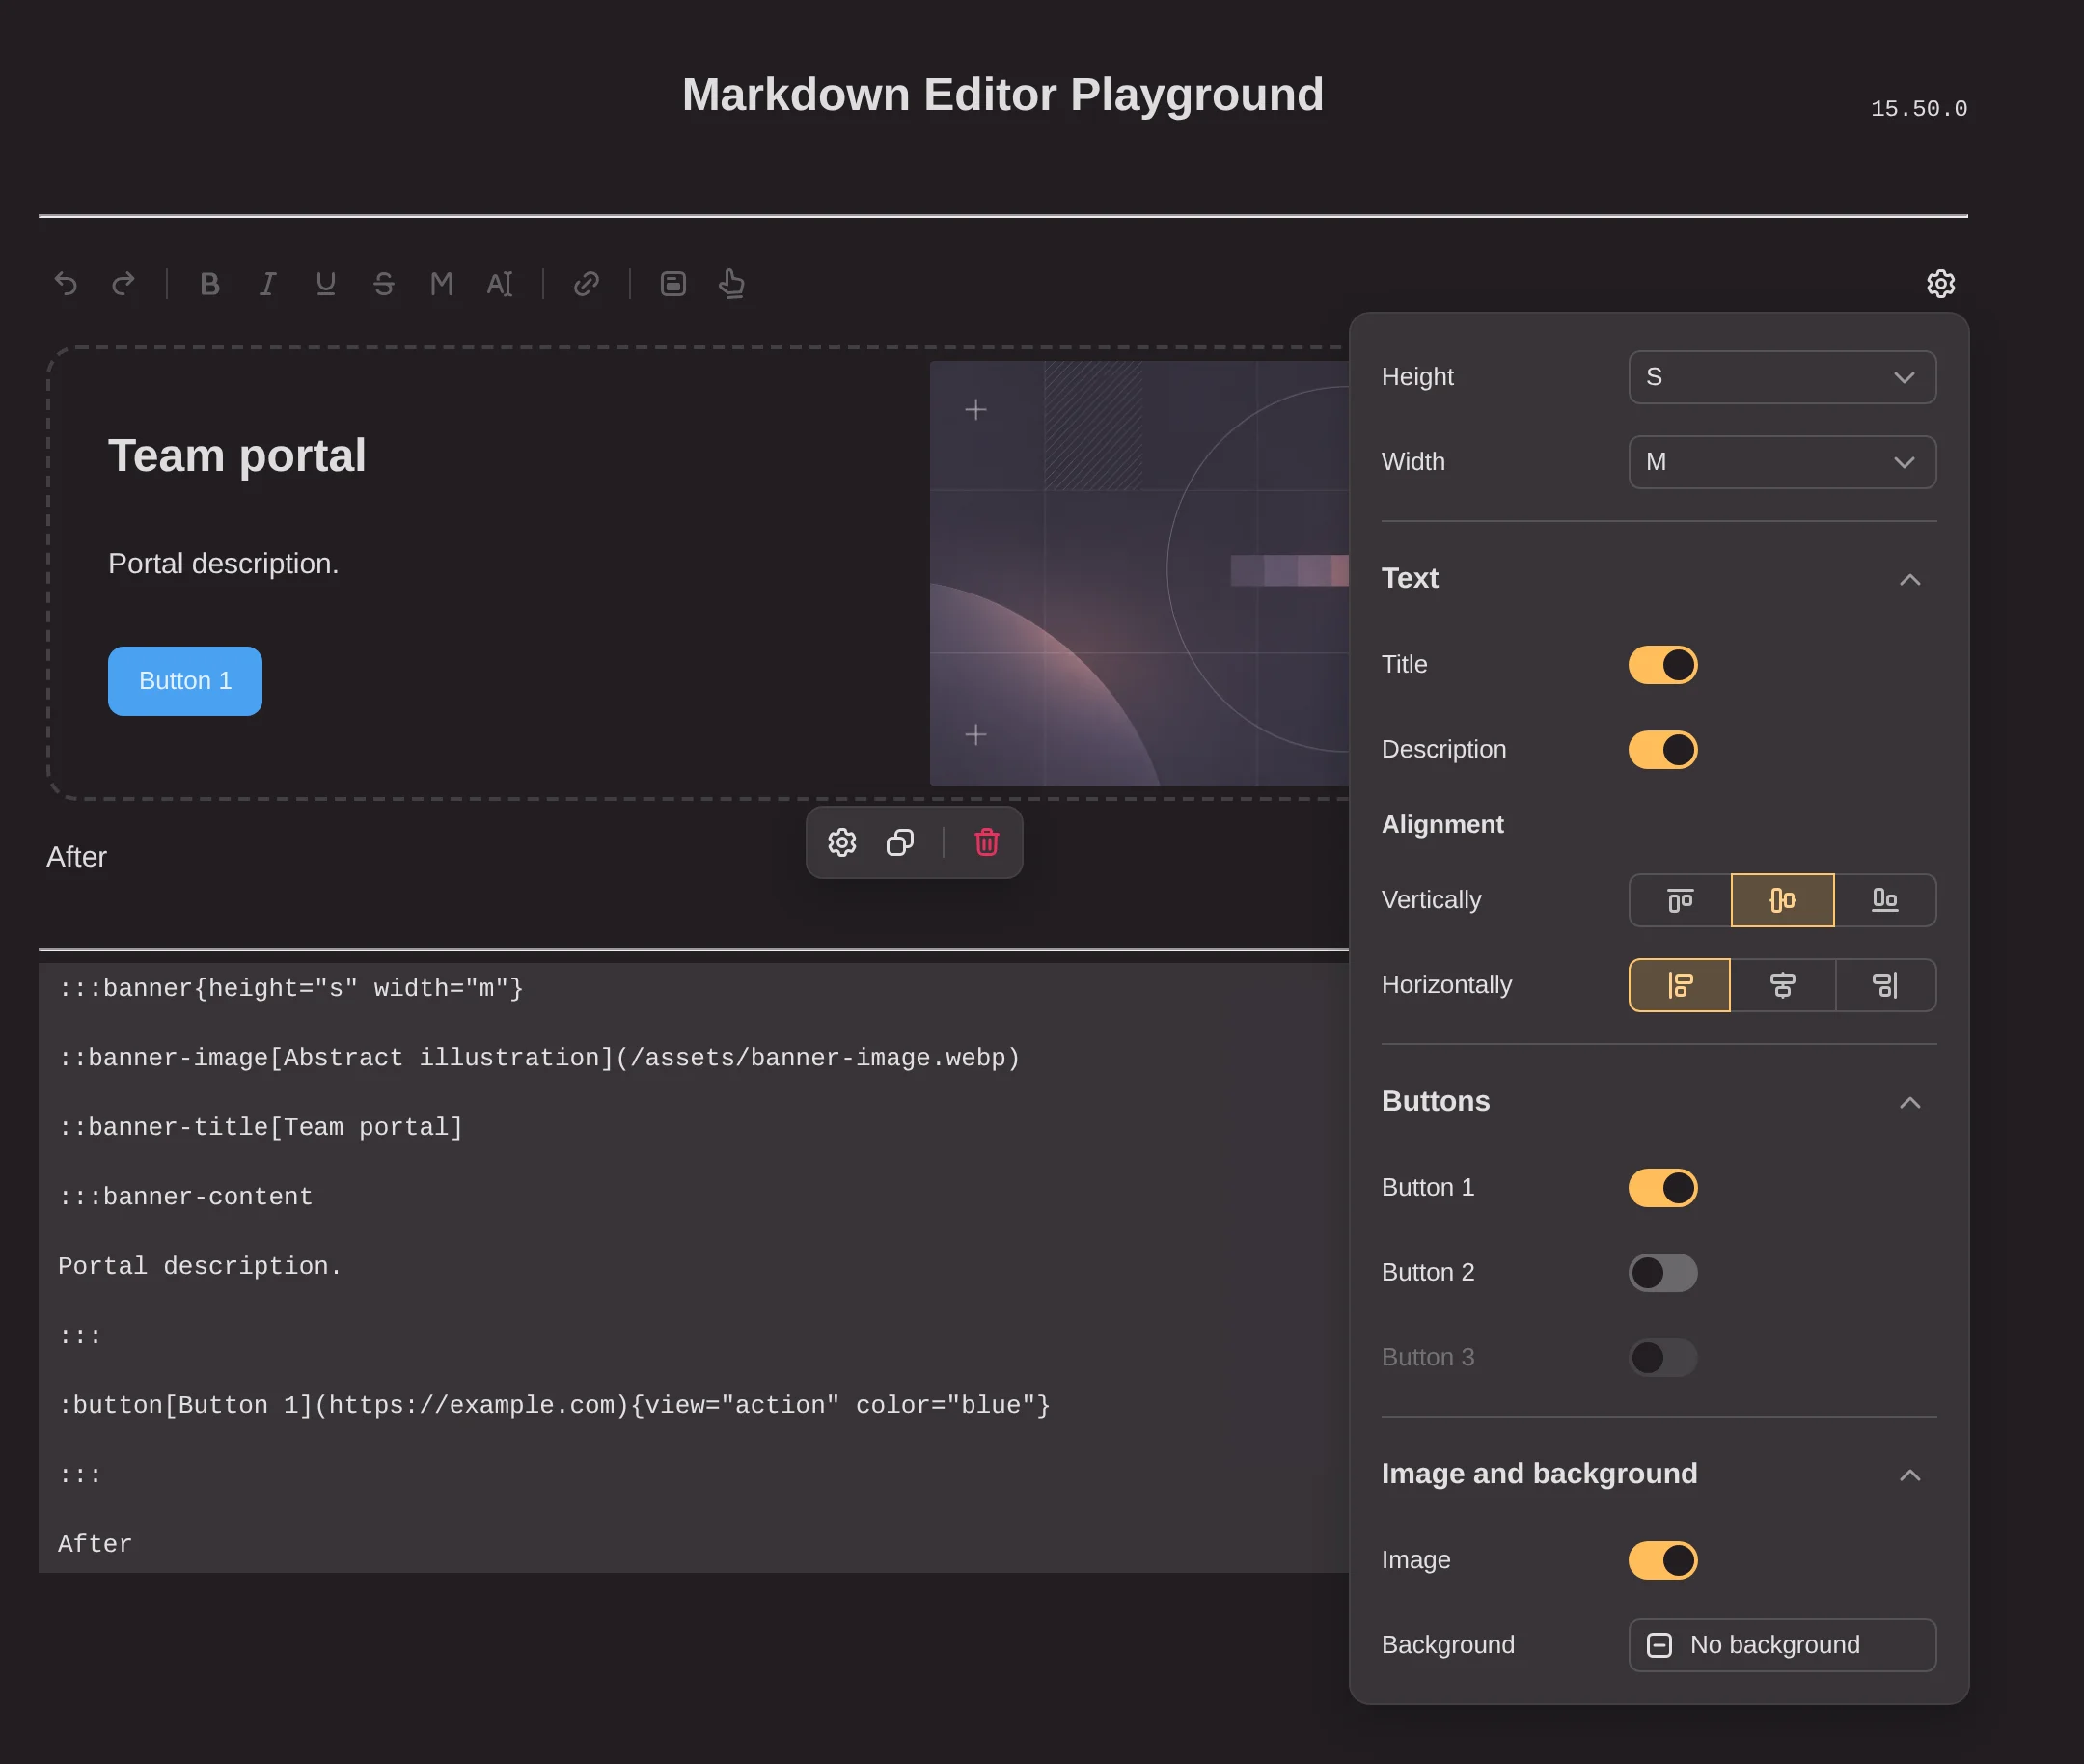 Markdown Editor Playground
15.50.0
Team portal
Portal description.
Button 1
After
Height
S
Width
M
Text
Title
Description
Alignment
Vertically
Horizontally
Buttons
Button 1
Button 2
Button 3
Image and background
Image
Background
No background
:::banner{height="s" width="m"}
::banner-image[Abstract illustration](/assets/banner-image.webp)
::banner-title[Team portal]
:::banner-content
Portal description.
:::
:button[Button 1](https://example.com){view="action" color="blue"}
:::
After